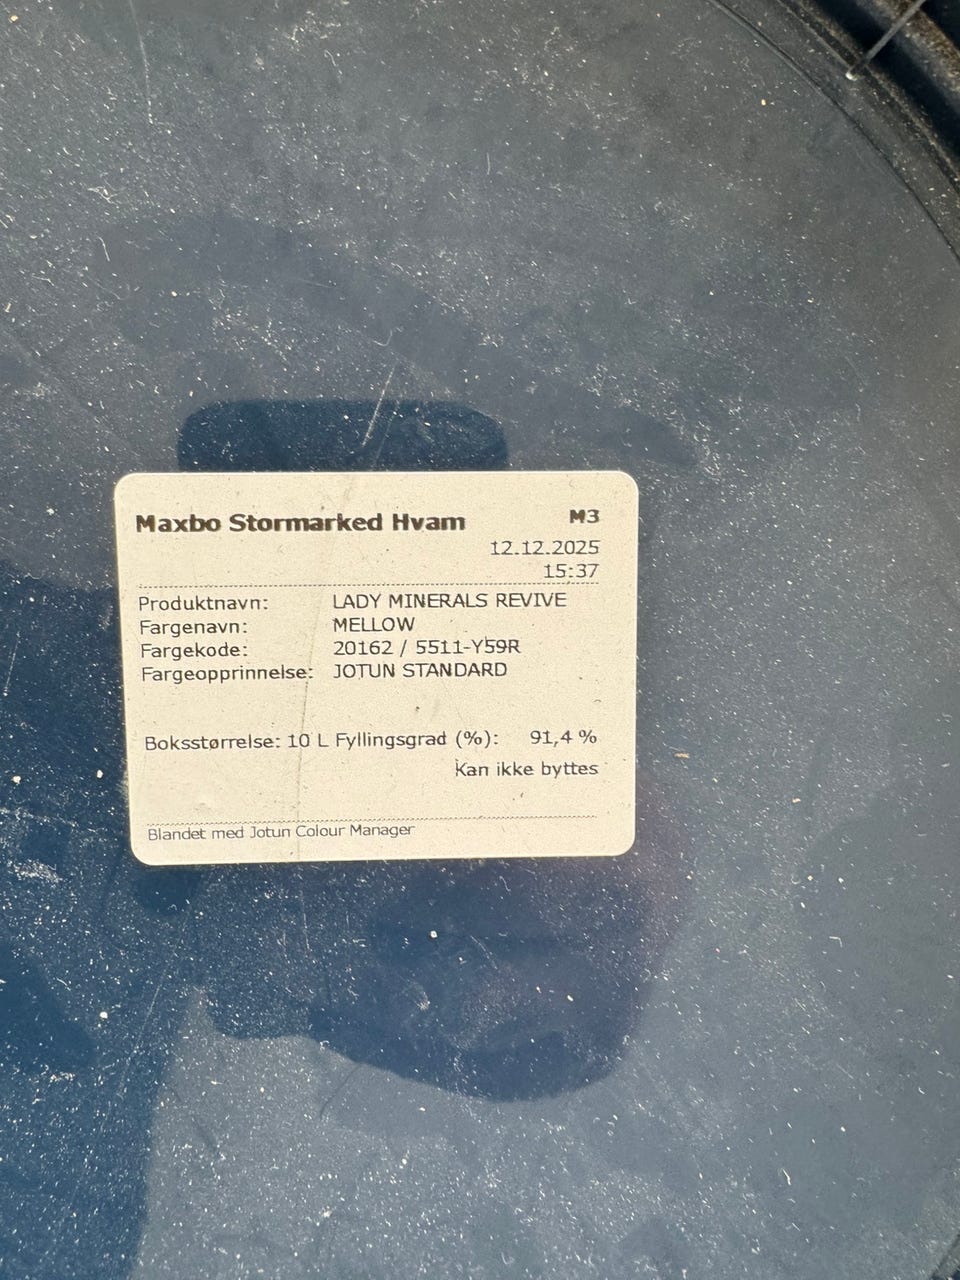 Maxbo Stormarked Hvam M3
12.12.2025
15:37
Produktnavn: LADY MINERALS REVIVE
Fargenavn: MELLOW
Fargekode: 20162 / 5511-Y59R
Fargeopprinnelse: JOTUN STANDARD
Boksstørrelse: 10 L Fyllingsgrad (%): 91,4 %
Kan ikke byttes
Blandet med Jotun Colour Manager